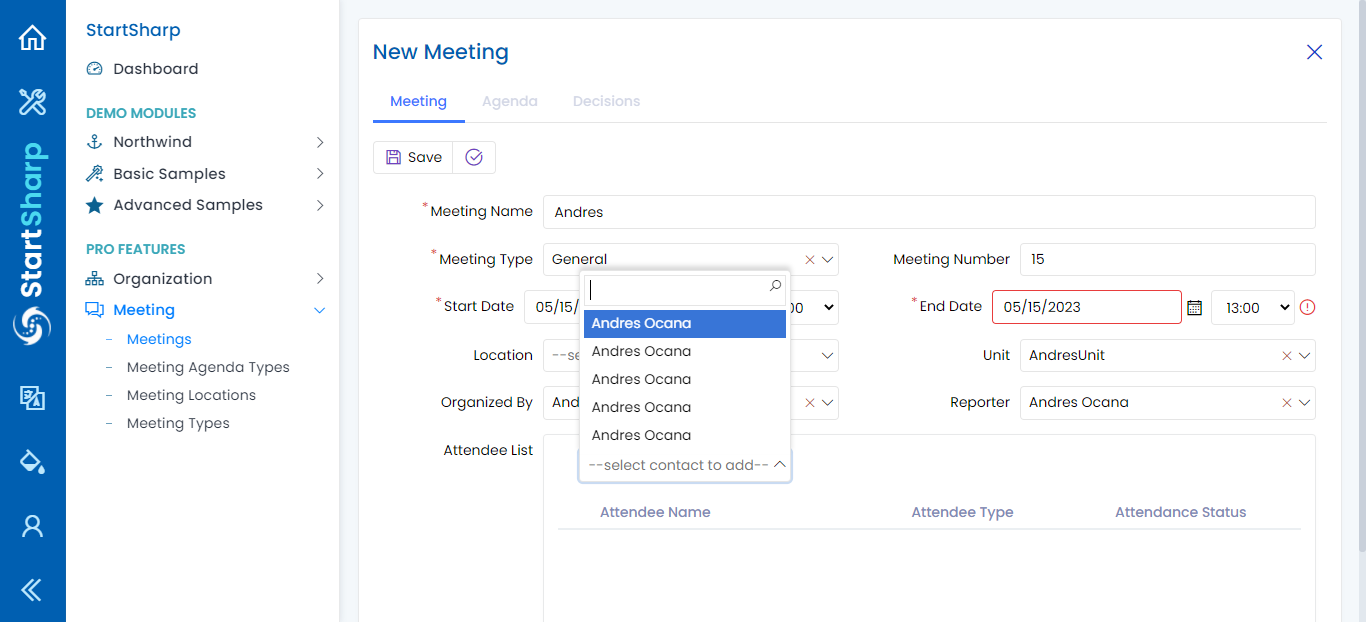 StartSharp
StartSharp
Dashboard
DEMO MODULES
Northwind
Basic Samples
Advanced Samples
PRO FEATURES
Organization
Meeting
Meetings
Meeting Agenda Types
Meeting Locations
Meeting Types
New Meeting
Meeting Agenda Decisions
Save
*Meeting Name Andres
*Meeting Type General Meeting Number 15
*Start Date 05/15/ 00 *End Date 05/15/2023 13:00
Location --se Unit AndresUnit
Organized By And Reporter Andres Ocana
Attendee List
Andres Ocana
Andres Ocana
Andres Ocana
Andres Ocana
Andres Ocana
--select contact to add--
Attendee Name Attendee Type Attendance Status